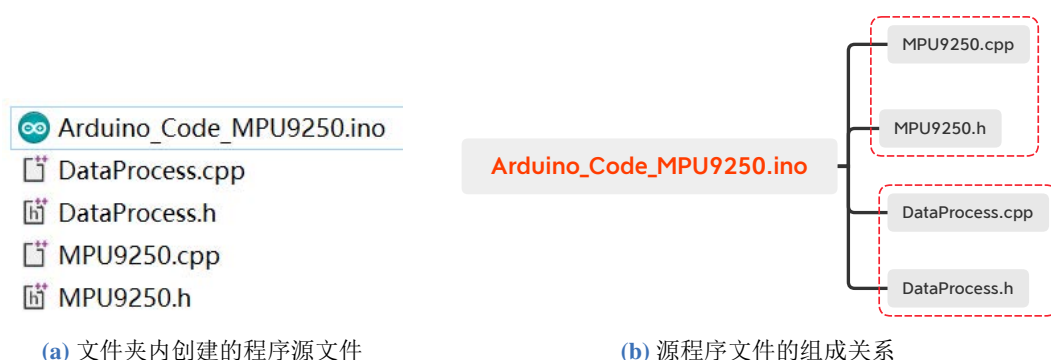 Arduino_Code_MPU9250.ino
DataProcess.cpp
DataProcess.h
MPU9250.cpp
MPU9250.h
(a) 文件夹内创建的程序源文件
Arduino_Code_MPU9250.ino
MPU9250.cpp
MPU9250.h
DataProcess.cpp
DataProcess.h
(b) 源程序文件的组成关系